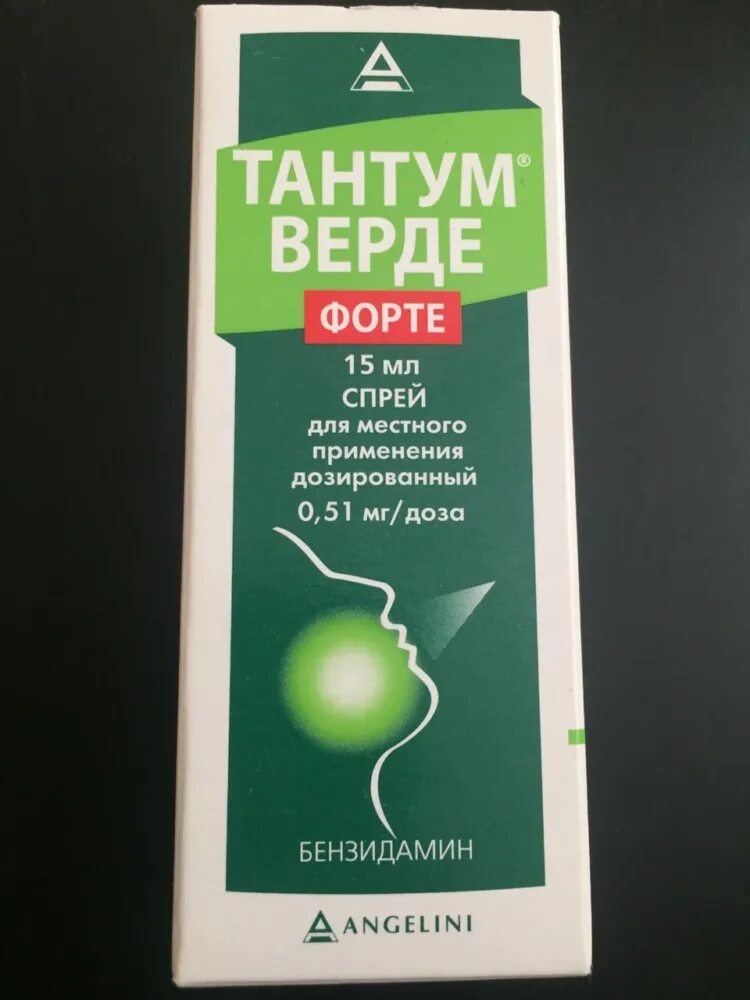 ТАНТУМ®
ВЕРДЕ
ФОРТЕ
15 мл
СПРЕЙ
для местного
применения
дозированный
0,51 мг/доза
БЕНЗИДАМИН
ANGELINI